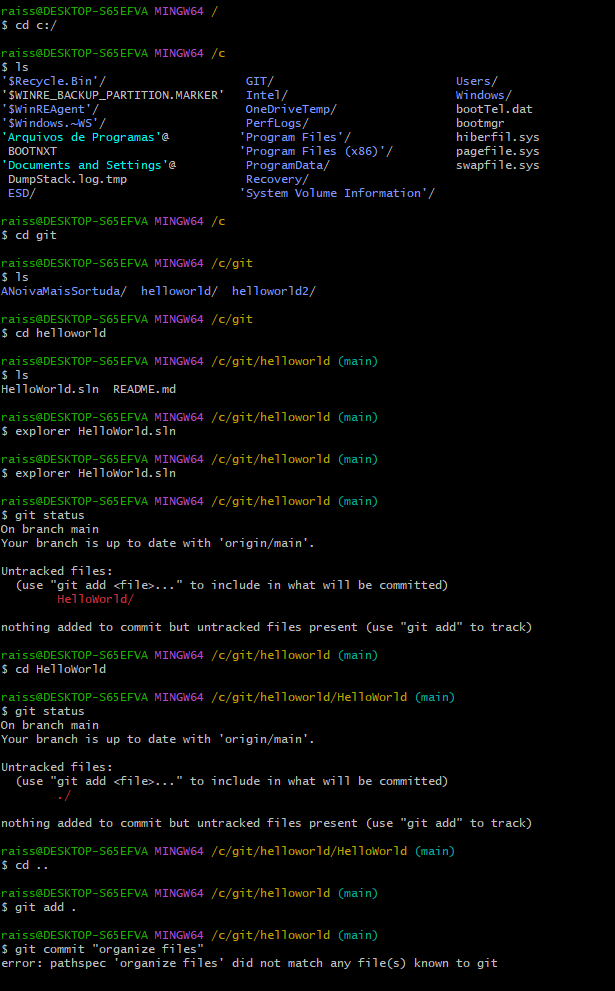 raiss@DESKTOP-S65EFVA MINGW64 /
$ cd c:/

raiss@DESKTOP-S65EFVA MINGW64 /c
$ ls
'$Recycle.Bin'/                    GIT/                          Users/
'$WINRE_BACKUP_PARTITION.MARKER'   Intel/                        Windows/
'$WinREAgent'/                     OneDriveTemp/                 bootTel.dat
'$Windows.~WS'/                    PerfLogs/                     bootmgr
'Arquivos de Programas'@          'Program Files'/               hiberfil.sys
 BOOTNXT                          'Program Files (x86)'/         pagefile.sys
'Documents and Settings'@          ProgramData/                  swapfile.sys
 DumpStack.log.tmp                 Recovery/
 ESD/                             'System Volume Information'/

raiss@DESKTOP-S65EFVA MINGW64 /c
$ cd git

raiss@DESKTOP-S65EFVA MINGW64 /c/git
$ ls
ANoivaMaisSortuda/  helloworld/  helloworld2/

raiss@DESKTOP-S65EFVA MINGW64 /c/git
$ cd helloworld

raiss@DESKTOP-S65EFVA MINGW64 /c/git/helloworld (main)
$ ls
HelloWorld.sln  README.md

raiss@DESKTOP-S65EFVA MINGW64 /c/git/helloworld (main)
$ explorer HelloWorld.sln

raiss@DESKTOP-S65EFVA MINGW64 /c/git/helloworld (main)
$ explorer HelloWorld.sln

raiss@DESKTOP-S65EFVA MINGW64 /c/git/helloworld (main)
$ git status
On branch main
Your branch is up to date with 'origin/main'.

Untracked files:
  (use "git add <file>..." to include in what will be committed)
        HelloWorld/

nothing added to commit but untracked files present (use "git add" to track)

raiss@DESKTOP-S65EFVA MINGW64 /c/git/helloworld (main)
$ cd HelloWorld

raiss@DESKTOP-S65EFVA MINGW64 /c/git/helloworld/HelloWorld (main)
$ git status
On branch main
Your branch is up to date with 'origin/main'.

Untracked files:
  (use "git add <file>..." to include in what will be committed)
        ./

nothing added to commit but untracked files present (use "git add" to track)

raiss@DESKTOP-S65EFVA MINGW64 /c/git/helloworld/HelloWorld (main)
$ cd ..

raiss@DESKTOP-S65EFVA MINGW64 /c/git/helloworld (main)
$ git add .

raiss@DESKTOP-S65EFVA MINGW64 /c/git/helloworld (main)
$ git commit "organize files"
error: pathspec 'organize files' did not match any file(s) known to git